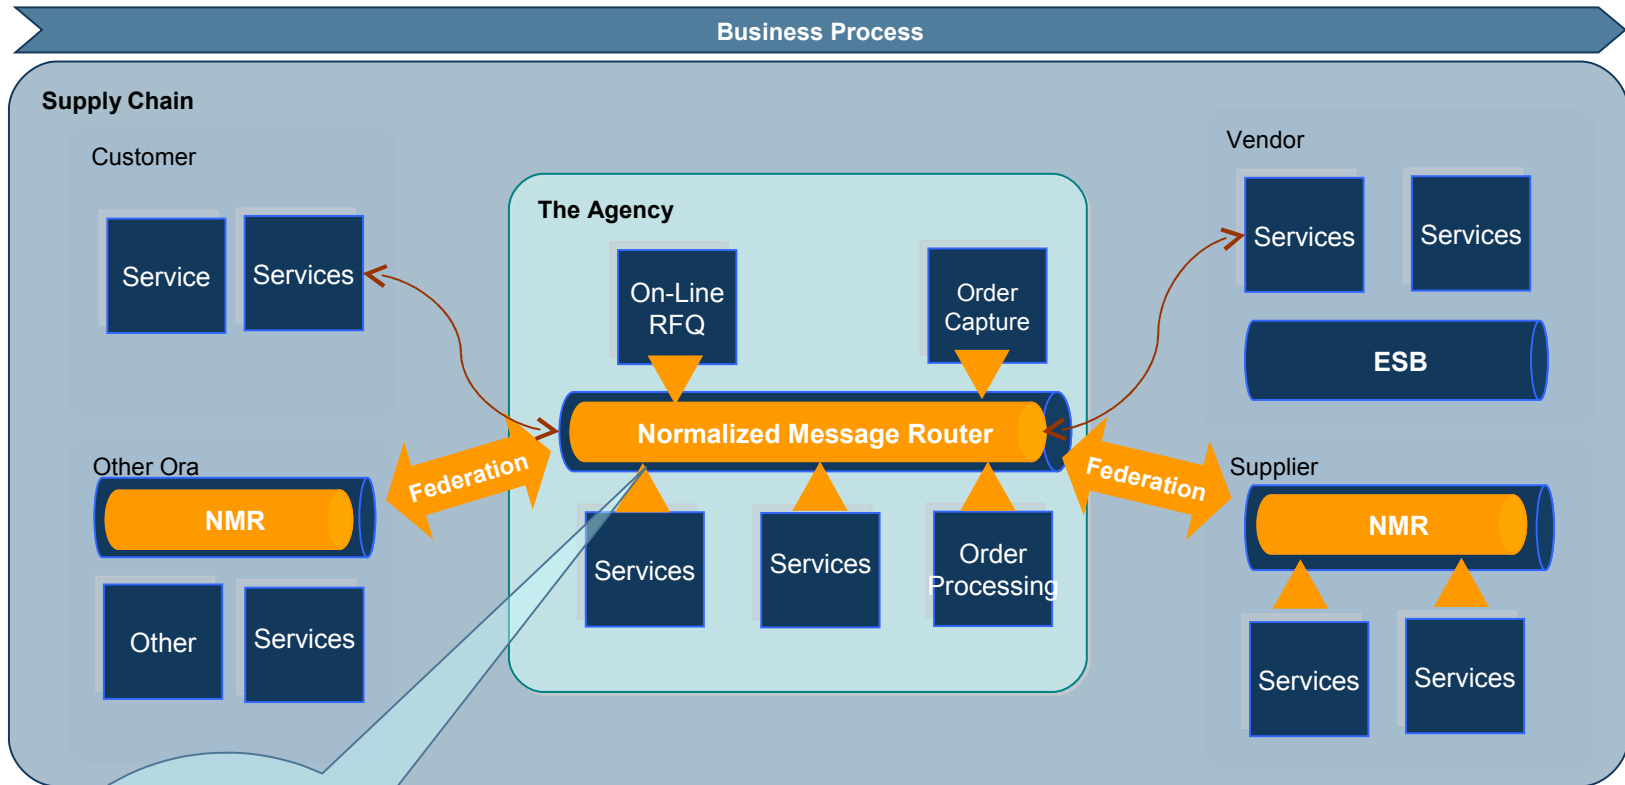 Business Process
Supply Chain
Customer
Service
Services
The Agency
On-Line
RFQ
Order
Capture
Normalized Message Router
Services
Services
Order
Processing
Vendor
Services
Services
ESB
Other Ora
NMR
Other
Services
Federation
Federation
Supplier
NMR
Services
Services